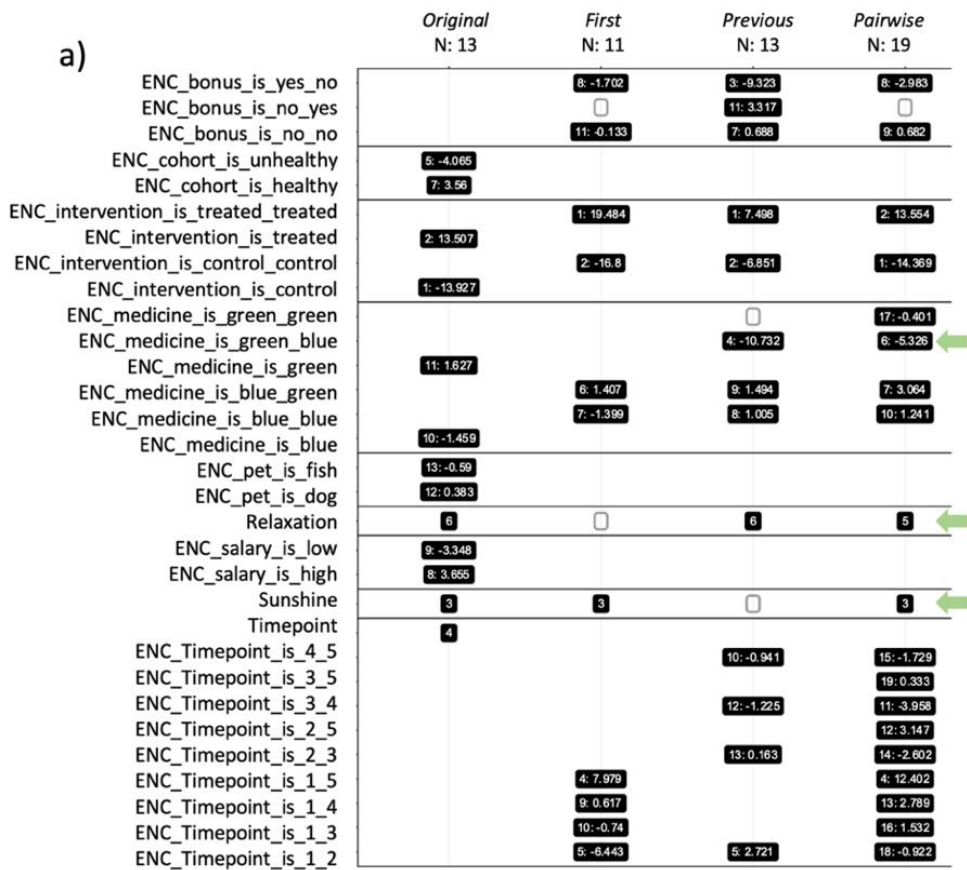 a)
Original First Previous Pairwise
N: 13 N: 11 N: 13 N: 19
ENC_bonus_is_yes_no 8: -1.702 3: -9.323 8: -2.983
ENC_bonus_is_no_yes 11: 3.317
ENC_bonus_is_no_no 11: -0.133 7: 0.688 9: 0.682
ENC_cohort_is_unhealthy 5: -4.065
ENC_cohort_is_healthy 7: 3.56
ENC_intervention_is_treated_treated 1: 19.484 1: 7.498 2: 13.554
ENC_intervention_is_treated 2: 13.507
ENC_intervention_is_control_control 2: -16.8 2: -6.851 1: -14.369
ENC_intervention_is_control 1: -13.927
ENC_medicine_is_green_green 17: -0.401
ENC_medicine_is_green_blue 4: -10.732 6: -5.326
ENC_medicine_is_green 11: 1.627
ENC_medicine_is_blue_green 6: 1.407 9: 1.494 7: 3.064
ENC_medicine_is_blue_blue 7: -1.399 8: 1.005 10: 1.241
ENC_medicine_is_blue 10: -1.459
ENC_pet_is_fish 13: -0.59
ENC_pet_is_dog 12: 0.383
Relaxation 6 6 5
ENC_salary_is_low 9: -3.348
ENC_salary_is_high 8: 3.655
Sunshine 3 3 3
Timepoint 4
ENC_Timepoint_is_4_5 10: -0.941 15: -1.729
ENC_Timepoint_is_3_5 19: 0.333
ENC_Timepoint_is_3_4 12: -1.225 11: -3.958
ENC_Timepoint_is_2_5 12: 3.147
ENC_Timepoint_is_2_3 13: 0.163 14: -2.602
ENC_Timepoint_is_1_5 4: 7.979 4: 12.402
ENC_Timepoint_is_1_4 9: 0.617 13: 2.789
ENC_Timepoint_is_1_3 10: -0.74 16: 1.532
ENC_Timepoint_is_1_2 5: -6.443 5: 2.721 18: -0.922